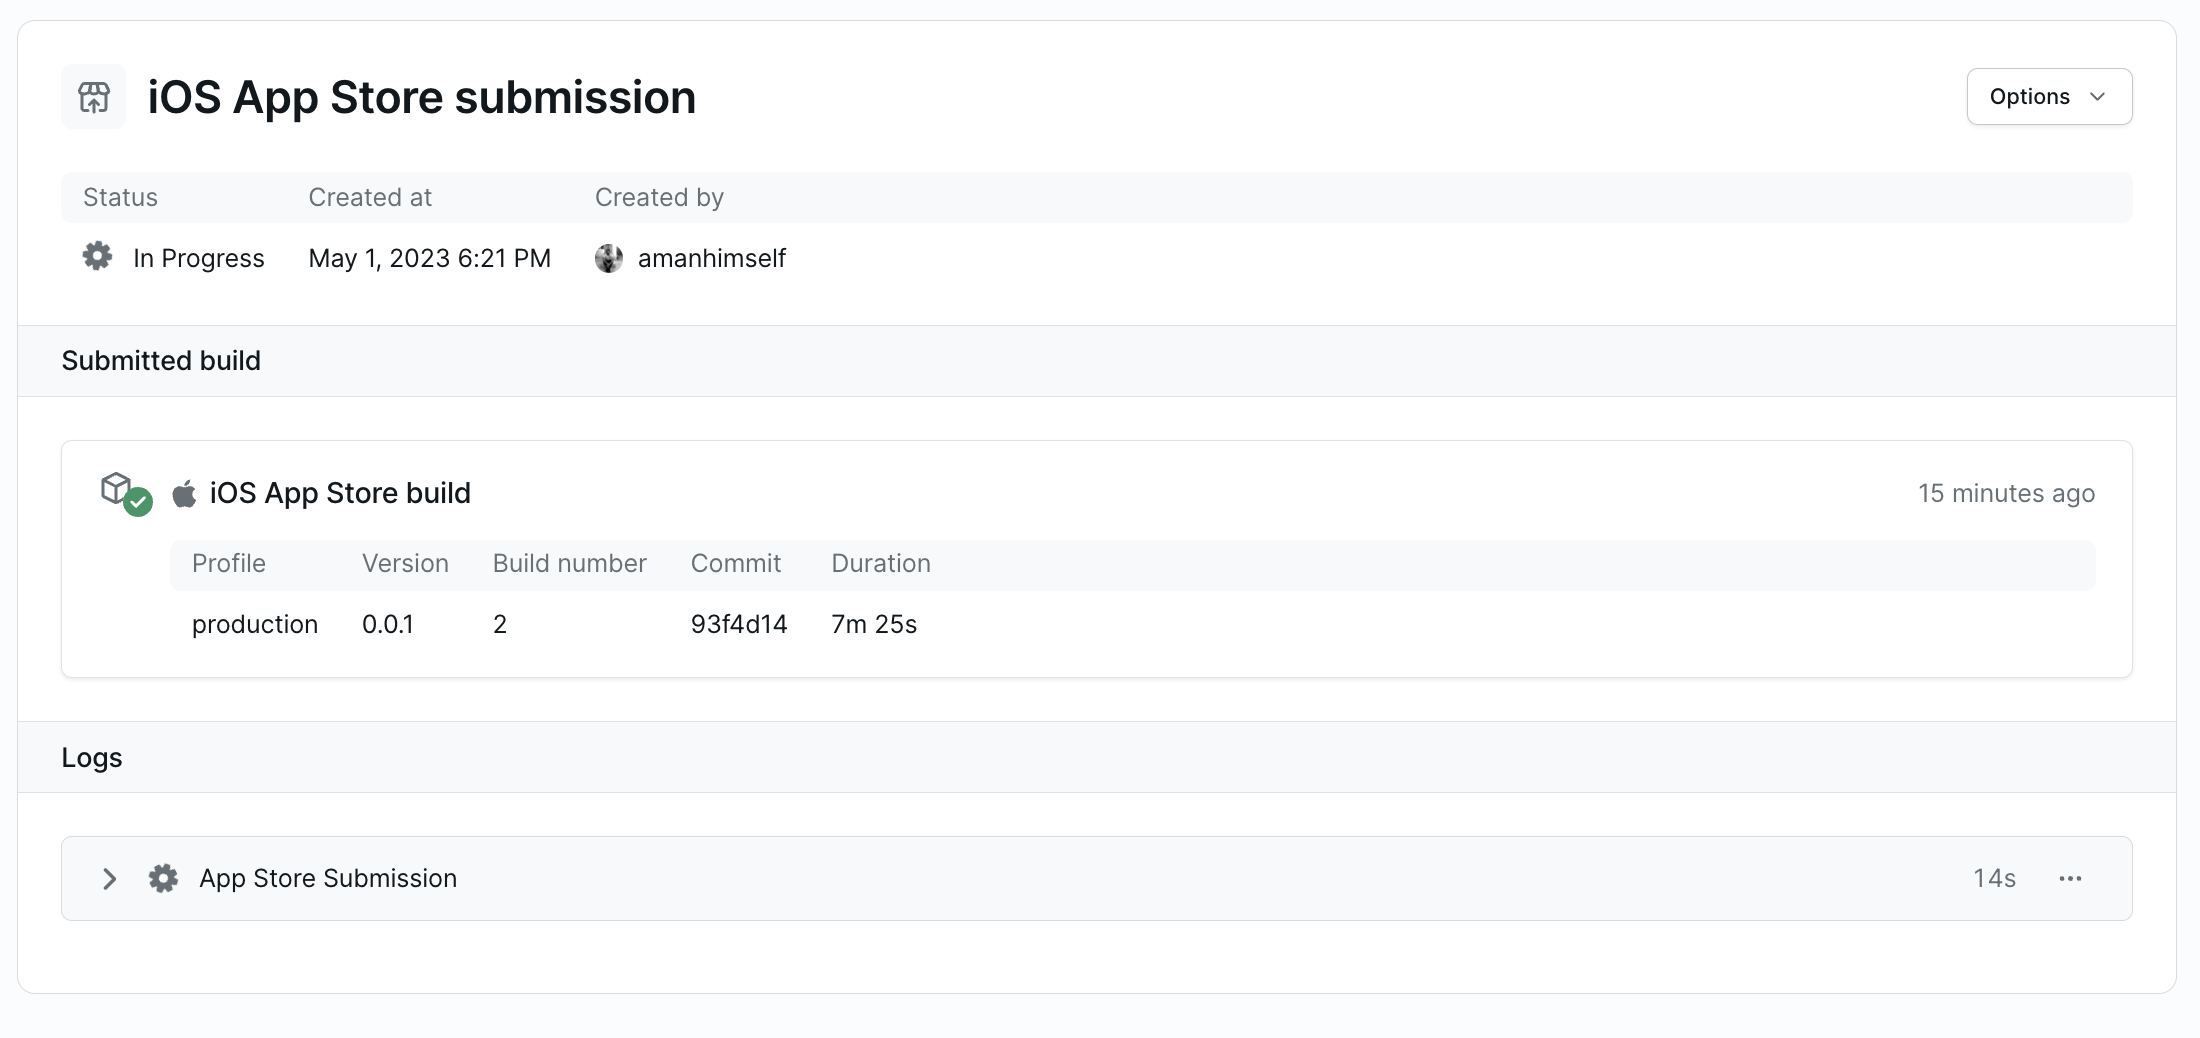 iOS App Store submission
Options
Status Created at Created by
In Progress May 1, 2023 6:21 PM amanhimself
Submitted build
iOS App Store build 15 minutes ago
Profile Version Build number Commit Duration
production 0.0.1 2 93f4d14 7m 25s
Logs
App Store Submission 14s